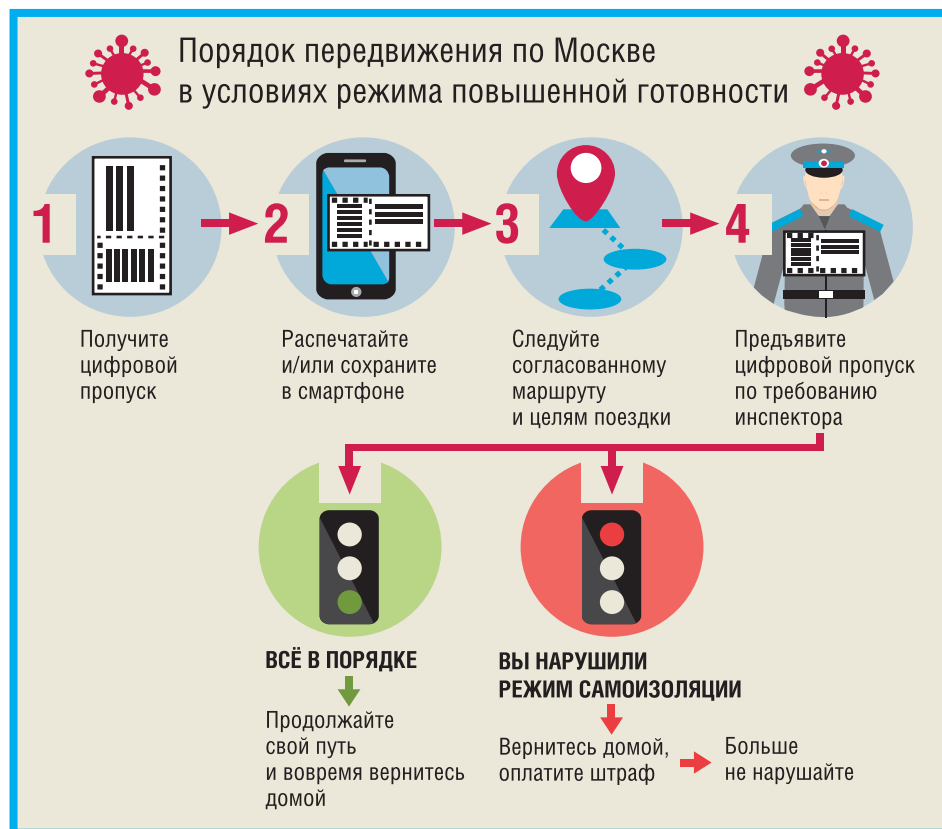 Порядок передвижения по Москве
в условиях режима повышенной готовности
1
Получите
цифровой
пропуск
2
Распечатайте
и/или сохраните
в смартфоне
3
Следуйте
согласованному
маршруту
и целям поездки
4
Предъявите
цифровой пропуск
по требованию
инспектора
ВСЁ В ПОРЯДКЕ
Продолжайте
свой путь
и вовремя вернитесь
домой
ВЫ НАРУШИЛИ
РЕЖИМ САМОИЗОЛЯЦИИ
Вернитесь домой,
оплатите штраф
Больше
не нарушайте